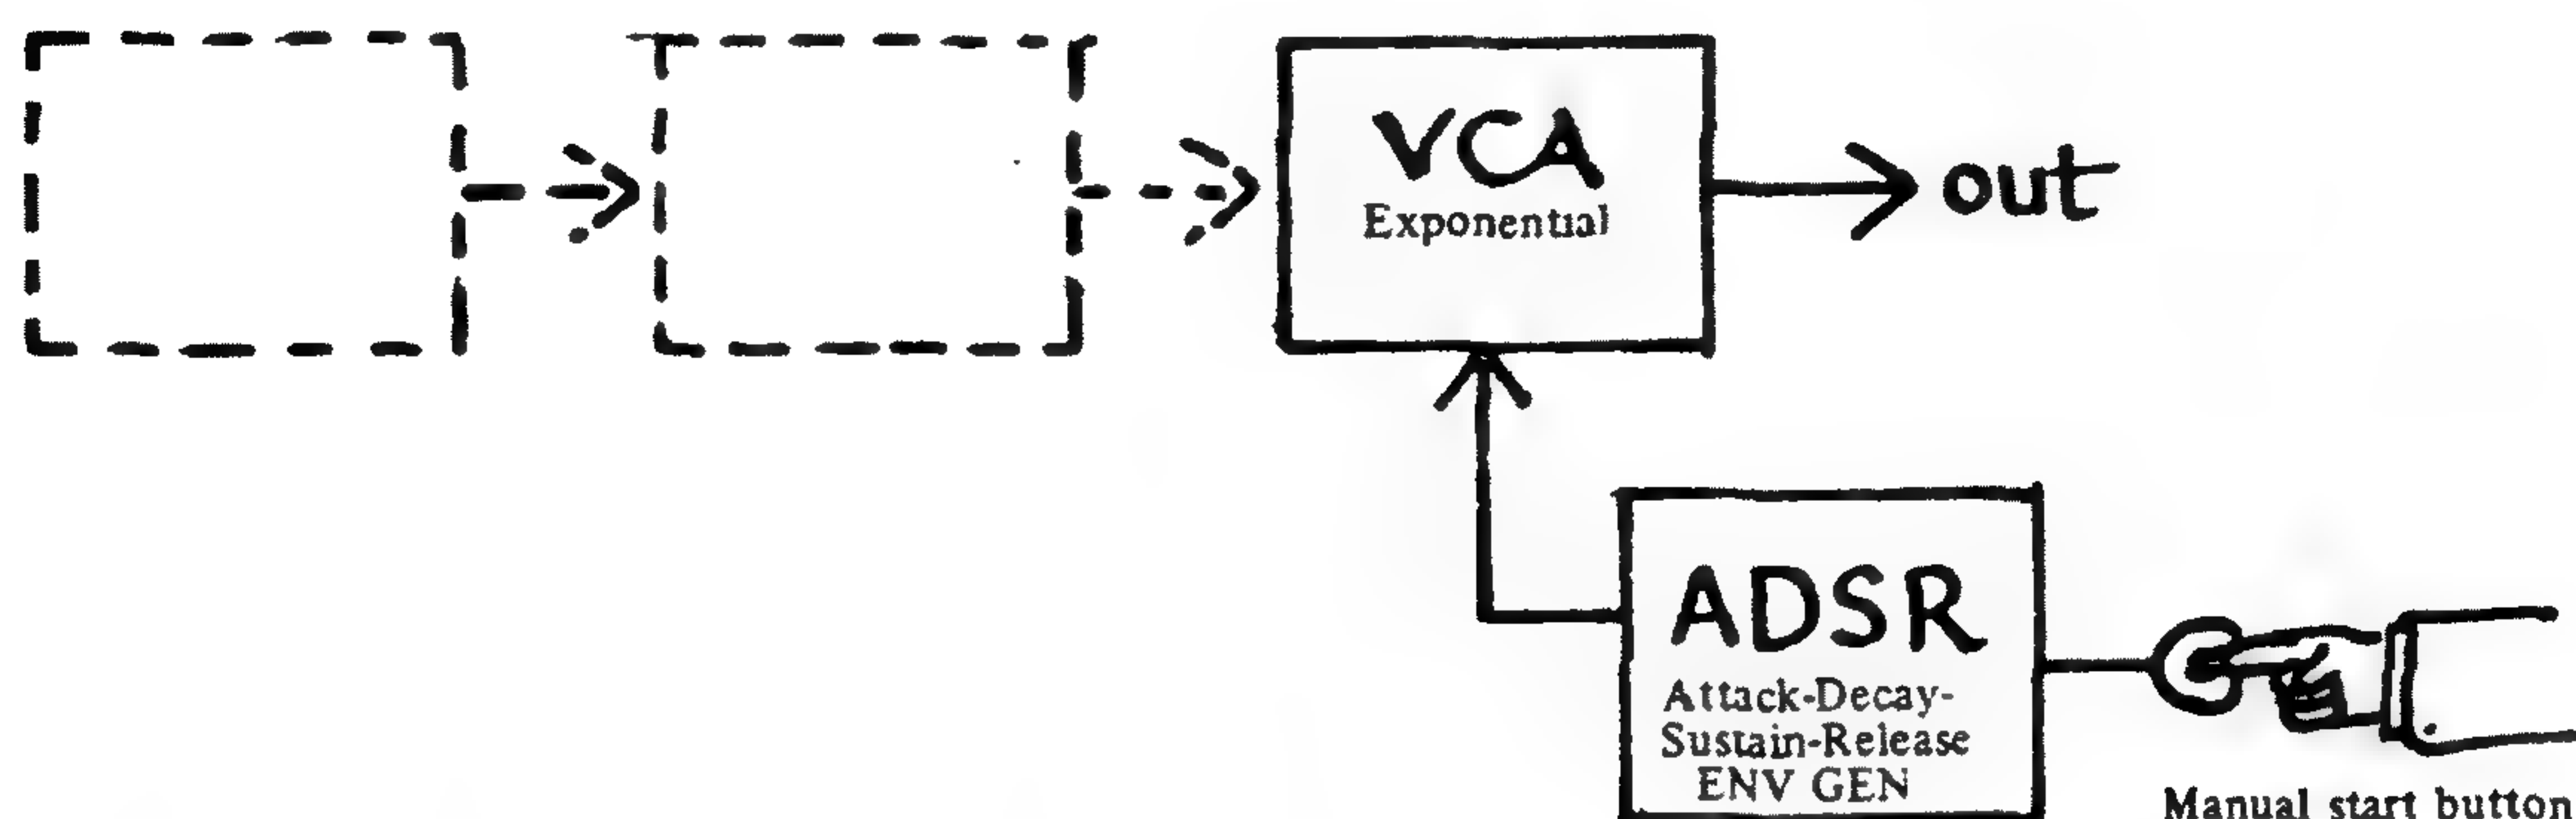 VCA
Exponential
out
ADSR
Attack-Decay-
Sustain-Release
ENV GEN
Manual start button